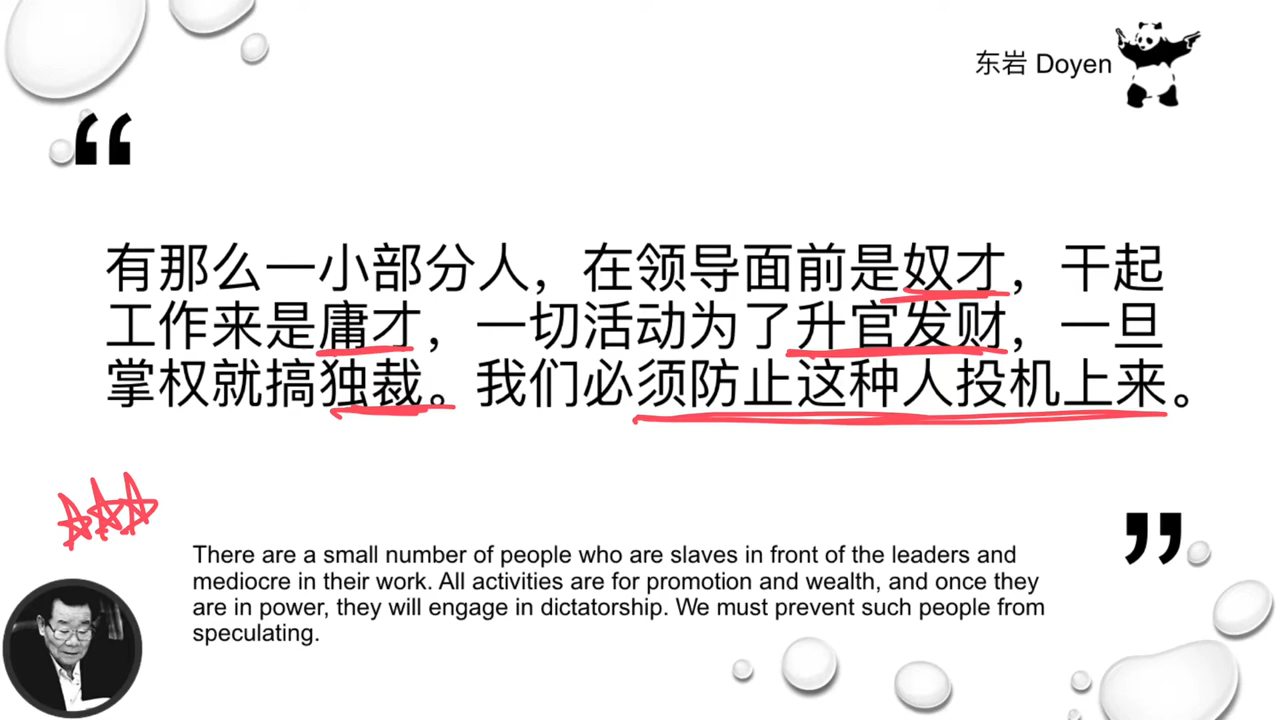 东岩 Doyen
“
有那么一小部分人，在领导面前是奴才，干起
工作来是庸才，一切活动为了升官发财，一旦
掌权就搞独裁。我们必须防止这种人投机上来。
”
There are a small number of people who are slaves in front of the leaders and
mediocre in their work. All activities are for promotion and wealth, and once they
are in power, they will engage in dictatorship. We must prevent such people from
speculating.